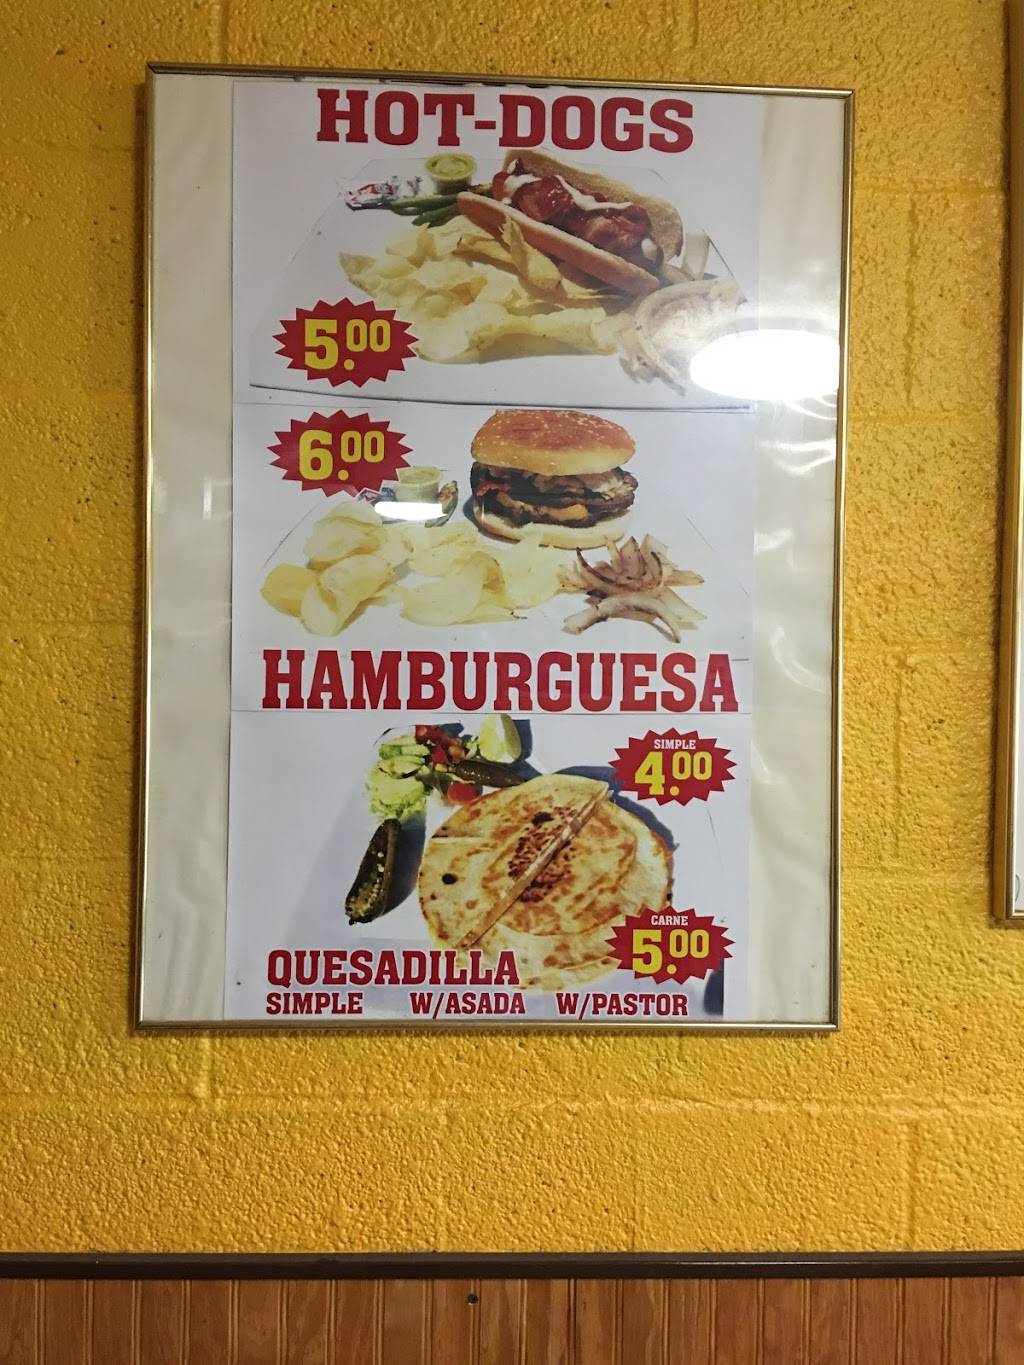 HOT-DOGS
5.00
6.00
HAMBURGUESA
SIMPLE
4.00
CARNE
5.00
QUESADILLA
SIMPLE W/ASADA W/PASTOR